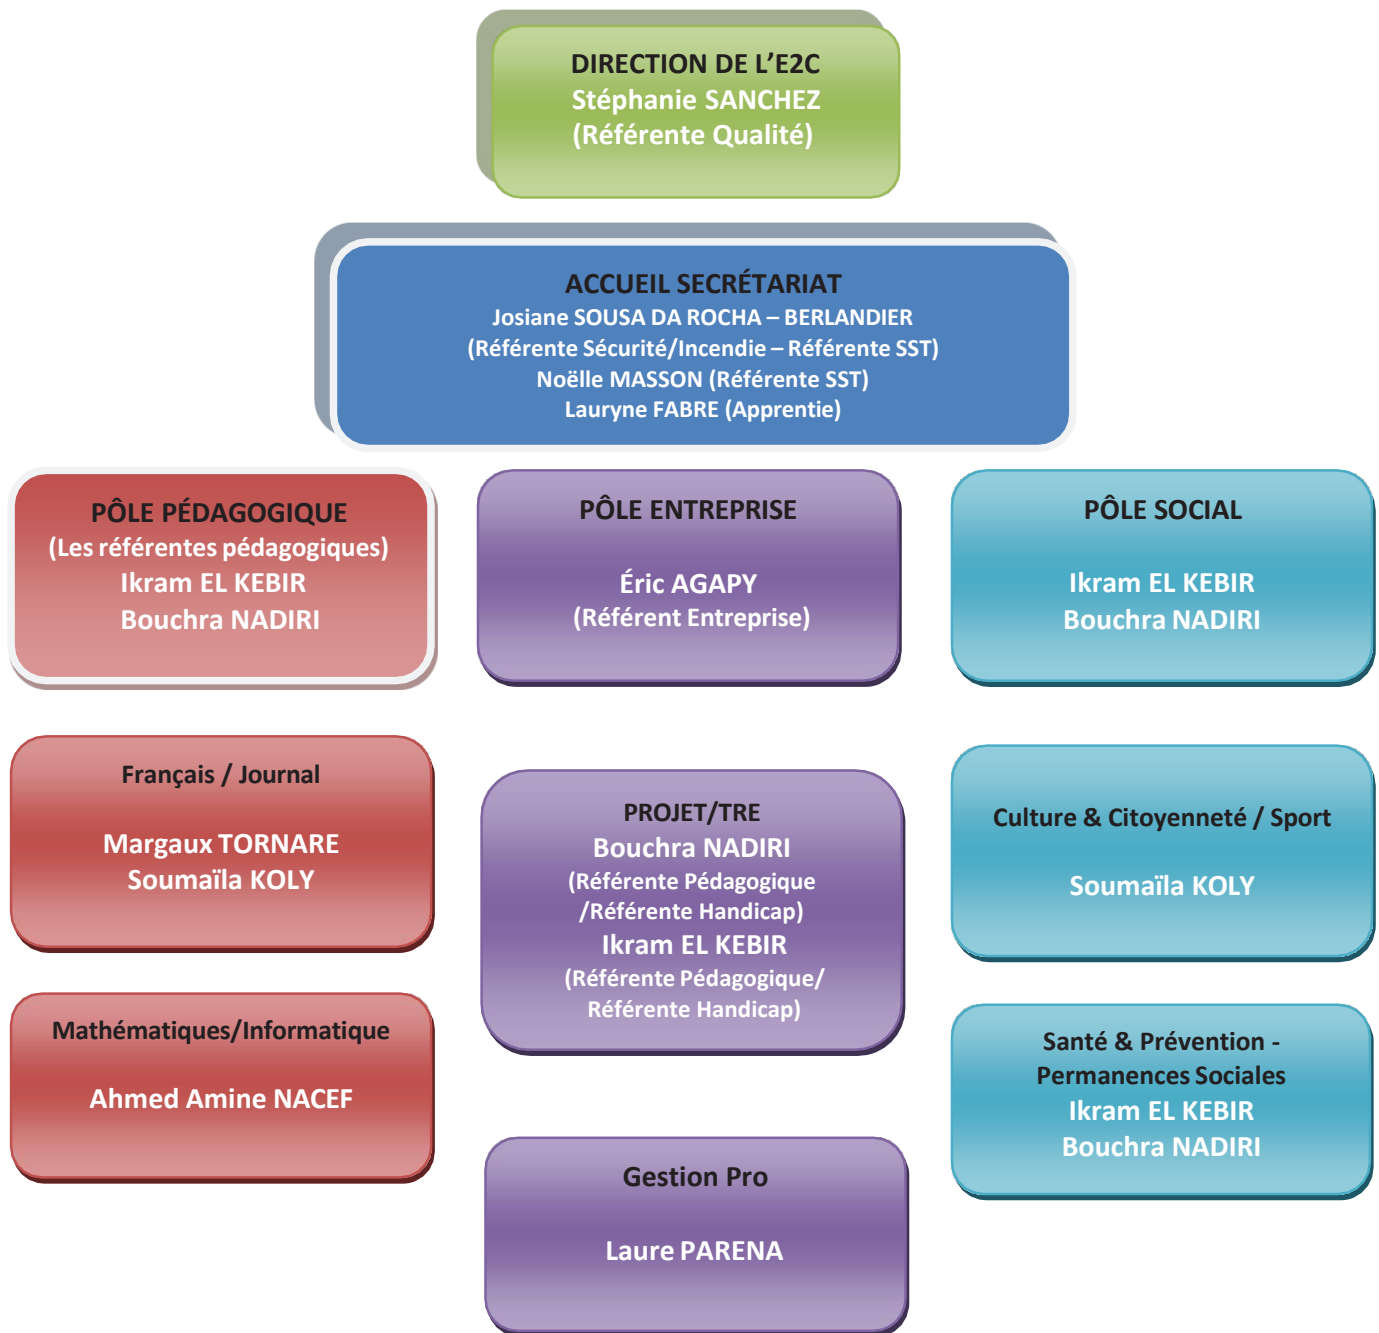 DIRECTION DE L’E2C
Stéphanie SANCHEZ
(Référente Qualité)
ACCUEIL SECRÉTARIAT
Josiane SOUSA DA ROCHA – BERLANDIER
(Référente Sécurité/Incendie – Référente SST)
Noëlle MASSON (Référente SST)
Lauryne FABRE (Apprentie)
PÔLE PÉDAGOGIQUE
(Les référentes pédagogiques)
Ikram EL KEBIR
Bouchra NADIRI
PÔLE ENTREPRISE
Éric AGAPY
(Référent Entreprise)
PÔLE SOCIAL
Ikram EL KEBIR
Bouchra NADIRI
Français / Journal
Margaux TORNARE
Soumaïla KOLY
PROJET/TRE
Bouchra NADIRI
(Référente Pédagogique
/Référente Handicap)
Ikram EL KEBIR
(Référente Pédagogique/
Référente Handicap)
Culture & Citoyenneté / Sport
Soumaïla KOLY
Mathématiques/Informatique
Ahmed Amine NACEF
Santé & Prévention -
Permanences Sociales
Ikram EL KEBIR
Bouchra NADIRI
Gestion Pro
Laure PARENA